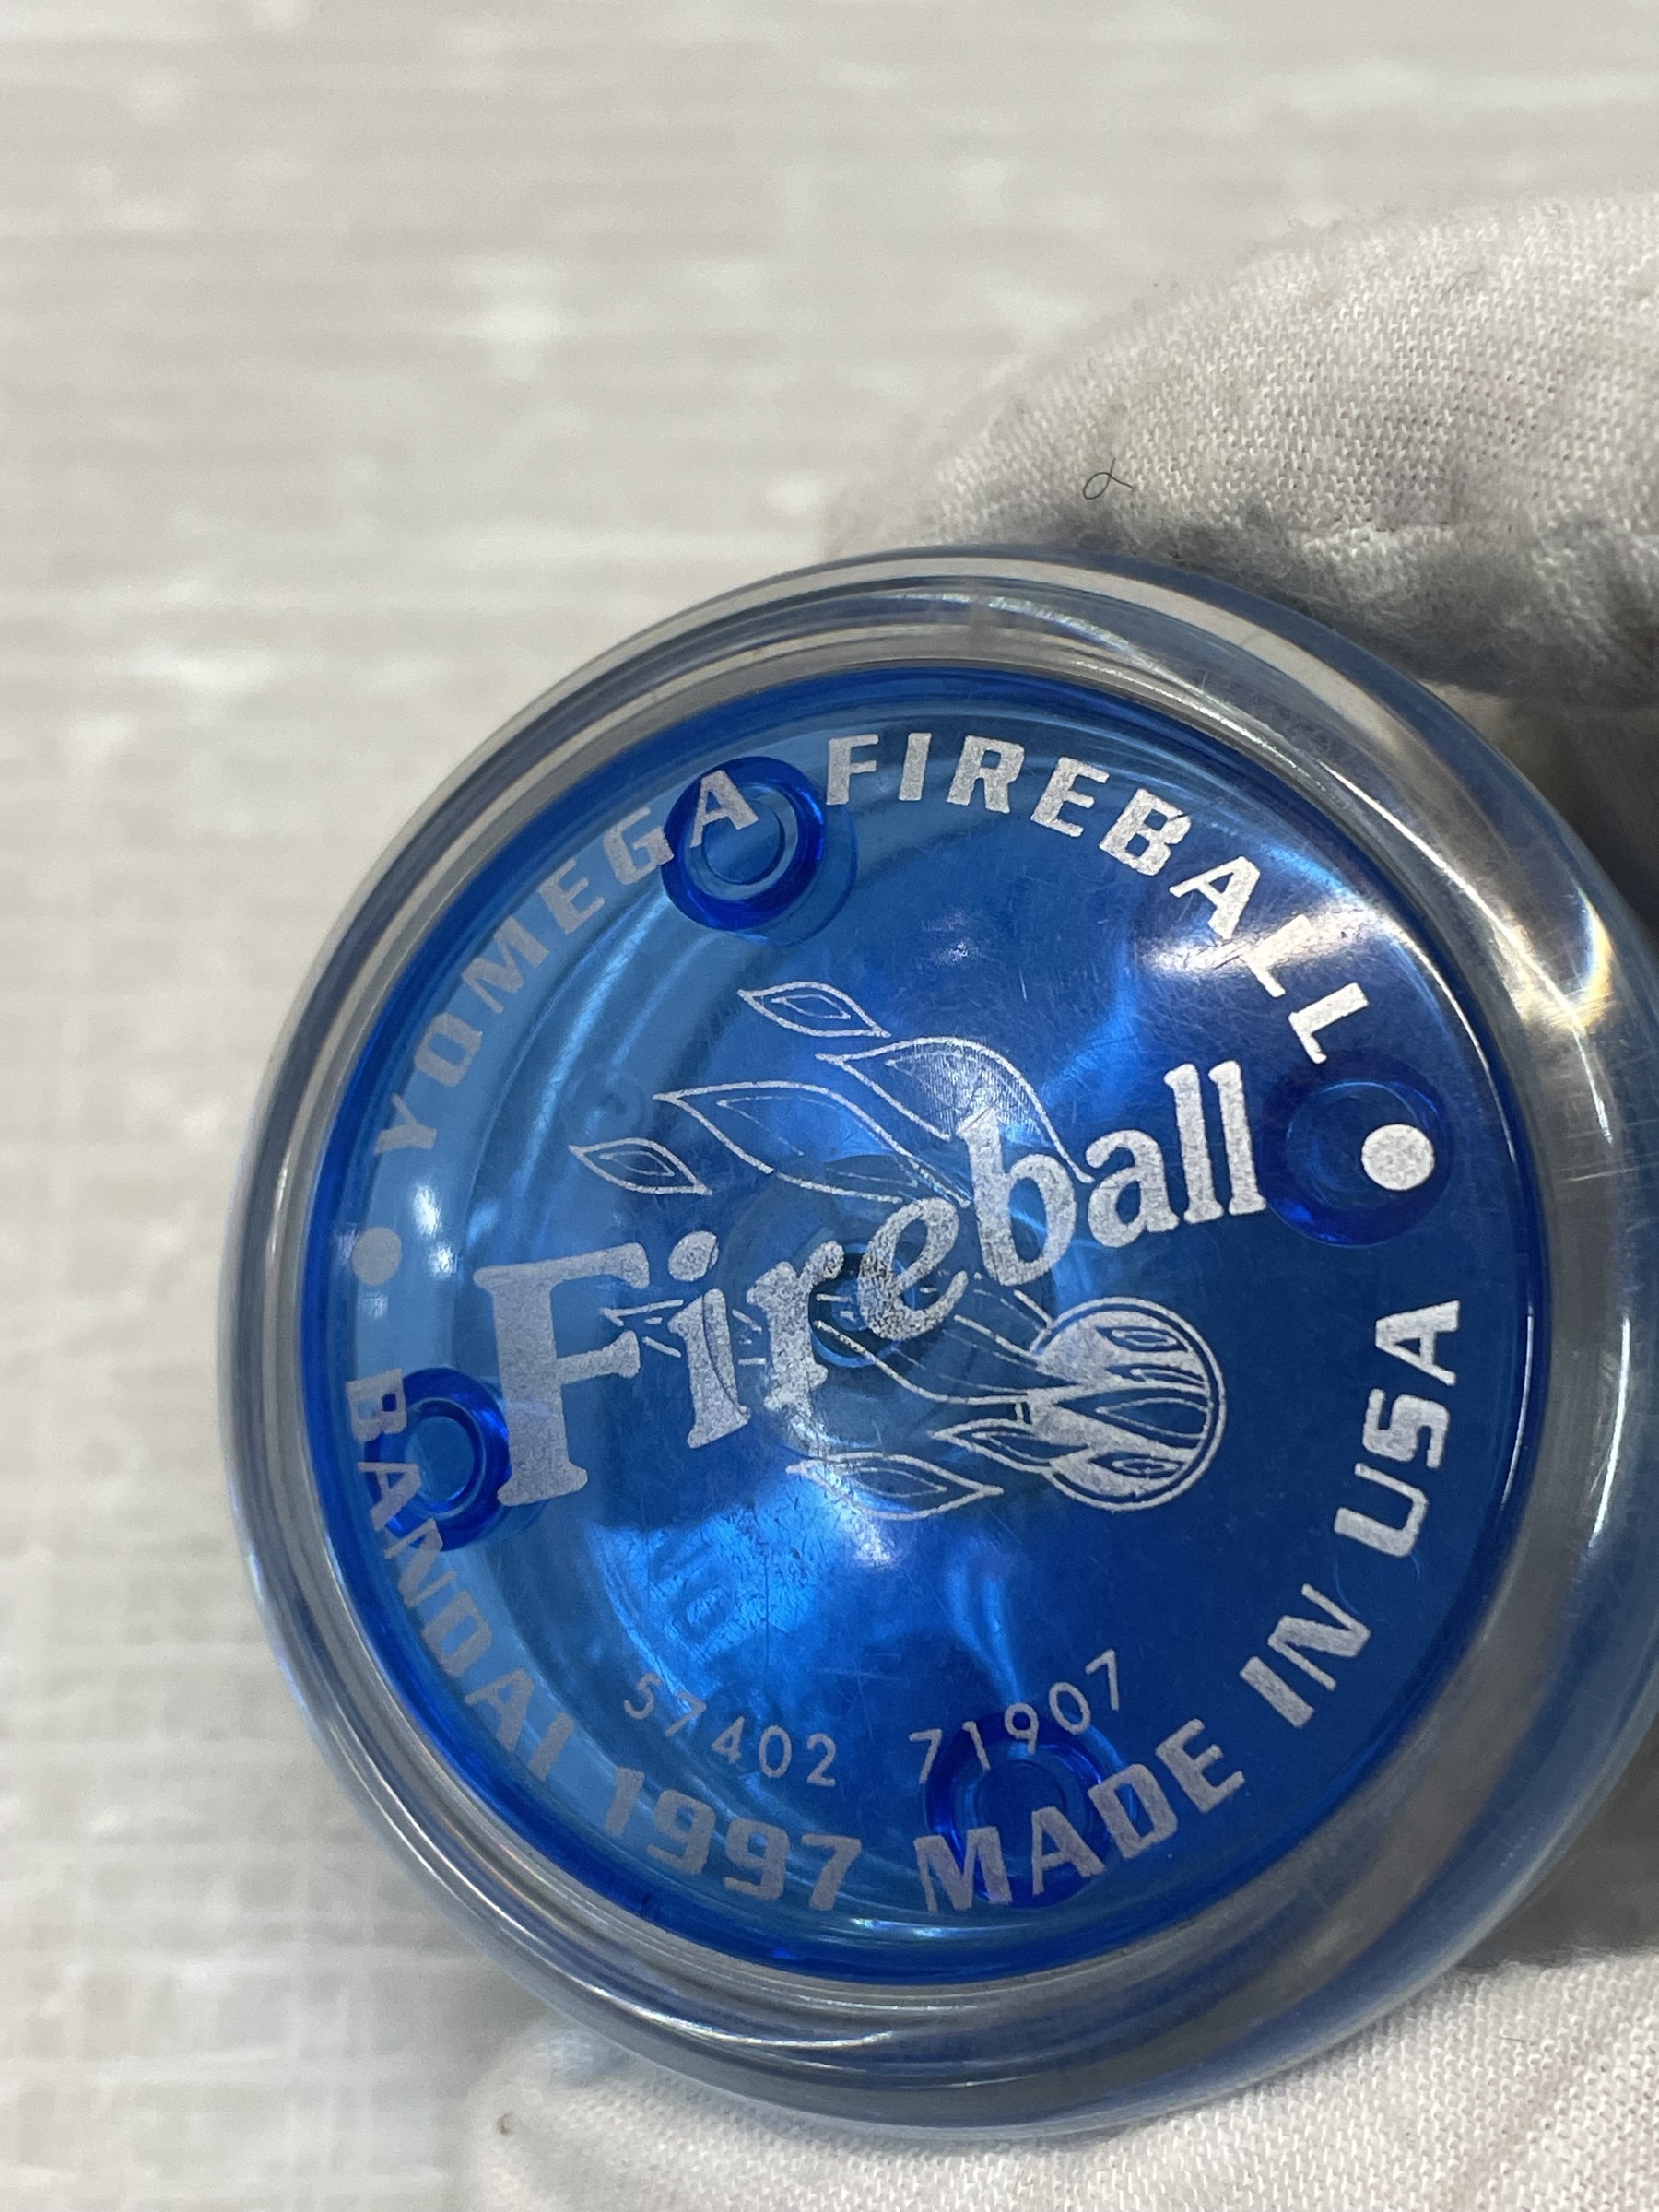 YOMEGA FIREBALL
Fireball
57402 71907
BANDAI 1997 MADE IN USA